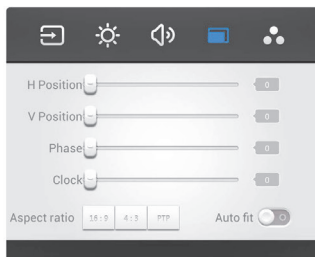 H Position 0
V Position 0
Phase 0
Clock 0
Aspect ratio 16:9 4:3 PTP Auto fit